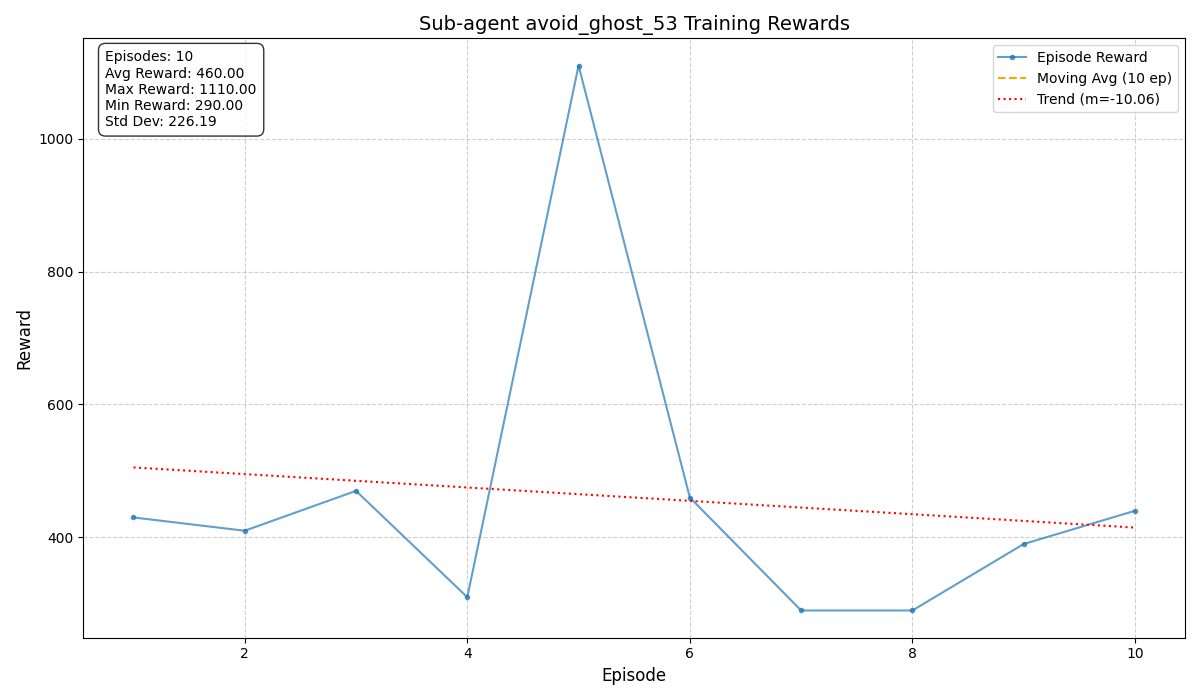 Sub-agent avoid_ghost_53 Training Rewards
Episodes: 10
Avg Reward: 460.00
Max Reward: 1110.00
Min Reward: 290.00
Std Dev: 226.19
Episode Reward
Moving Avg (10 ep)
Trend (m=-10.06)
1000
800
600
400
Reward
2
4
6
8
10
Episode